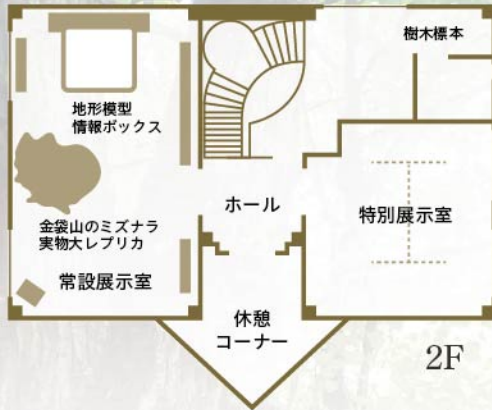 樹木標本
地形模型
情報ボックス
ホール
特別展示室
金袋山のミズナラ
実物大レプリカ
常設展示室
休憩
コーナー
2F